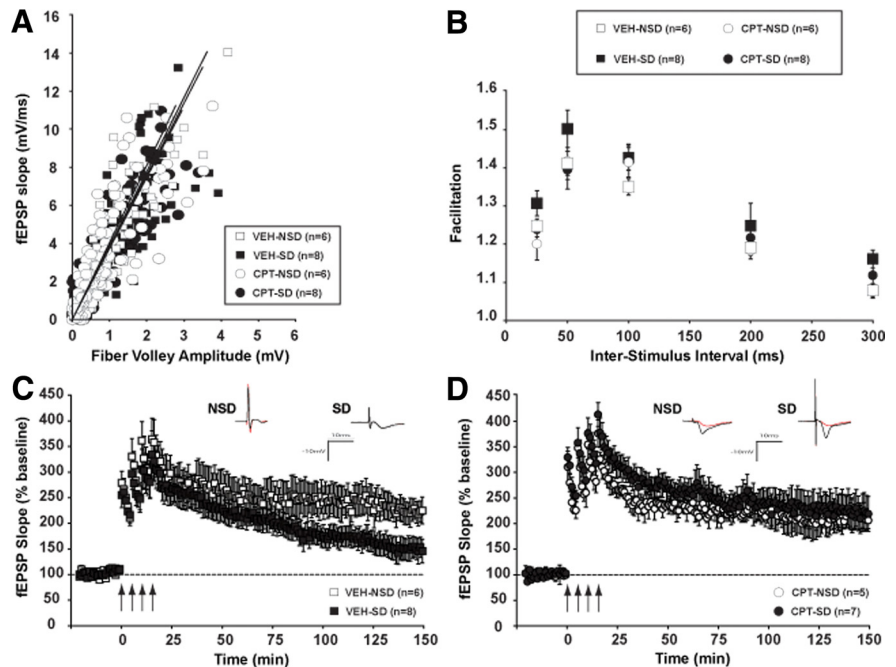 A
fEPSP slope (mV/ms)
16
14
12
10
8
6
4
2
0
0 1 2 3 4 5 6
Fiber Volley Amplitude (mV)
VEH-NSD (n=6)
VEH-SD (n=8)
CPT-NSD (n=6)
CPT-SD (n=8)
B
VEH-NSD (n=6) CPT-NSD (n=6)
VEH-SD (n=8) CPT-SD (n=8)
Facilitation
1.6
1.5
1.4
1.3
1.2
1.1
1.0
0 50 100 150 200 250 300
Inter-Stimulus Interval (ms)
C
fEPSP Slope (% baseline)
450
400
350
300
250
200
150
100
50
0
NSD SD
10ms
-10mV
VEH-NSD (n=6)
VEH-SD (n=8)
0 25 50 75 100 125 150
Time (min)
D
fEPSP Slope (% baseline)
450
400
350
300
250
200
150
100
50
0
NSD SD
10ms
-10mV
CPT-NSD (n=5)
CPT-SD (n=7)
0 25 50 75 100 125 150
Time (min)